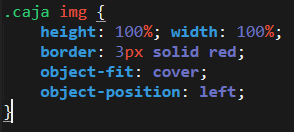 .caja img {
height: 100%; width: 100%;
border: 3px solid red;
object-fit: cover;
object-position: left;
}